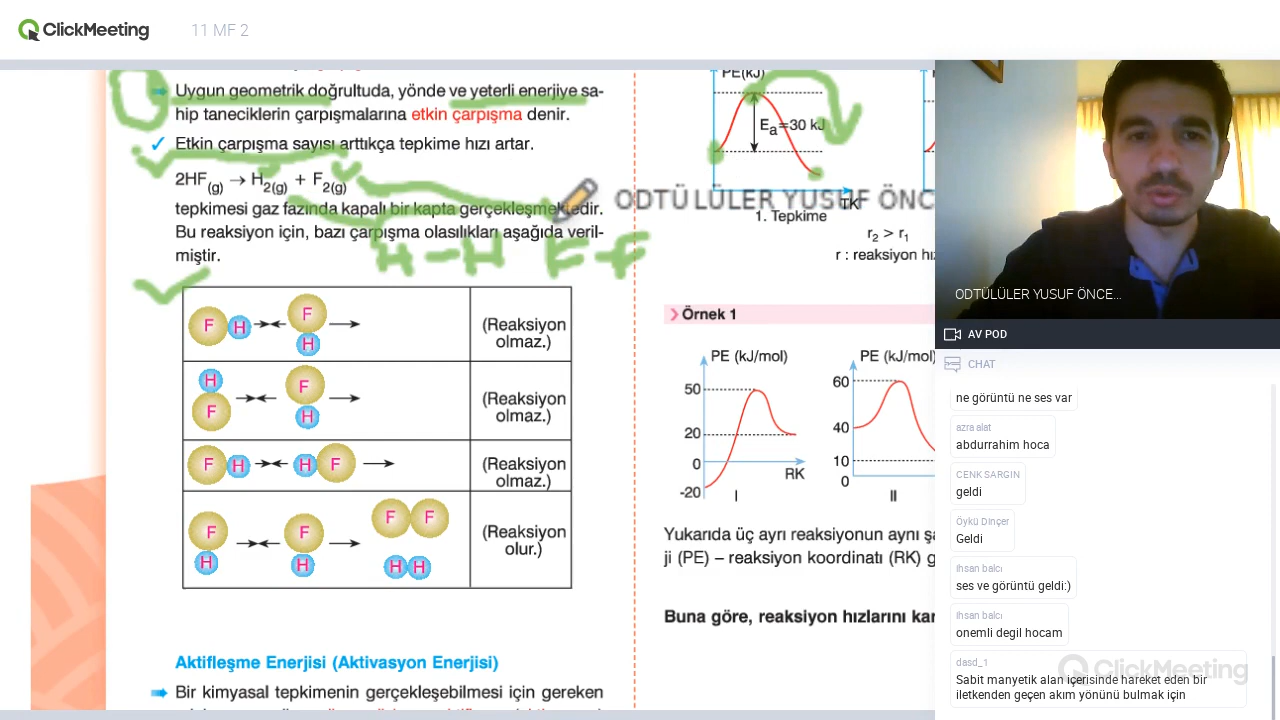 ClickMeeting
11 MF 2
Uygun geometrik doğrultuda, yönde ve yeterli enerjiye sa-
hip taneciklerin çarpışmalarına etkin çarpışma denir.
Etkin çarpışma sayısı arttıkça tepkime hızı artar.
2HF(g) → H2(g) + F2(g)
tepkimesi gaz fazında kapalı bir kapta gerçekleşmektedir.
Bu reaksiyon için, bazı çarpışma olasılıkları aşağıda veril-
miştir.
H-H F-F
F H F H
(Reaksiyon
olmaz.)
H F F H
(Reaksiyon
olmaz.)
F H H F
(Reaksiyon
olmaz.)
F H F H F F H H
(Reaksiyon
olur.)
Aktifleşme Enerjisi (Aktivasyon Enerjisi)
Bir kimyasal tepkimenin gerçekleşebilmesi için gereken
PE(kJ)
Ea=30 kJ
ODTÜLÜLER YUSUF ÖNC
TK
1. Tepkime
r2 > r1
r : reaksiyon hı
Örnek 1
PE (kJ/mol)
50
20
0
-20
RK
I
PE (kJ/mol)
60
40
10
0
II
Yukarıda üç ayrı reaksiyonun aynı
ji (PE) – reaksiyon koordinatı (RK) g
Buna göre, reaksiyon hızlarını kar
ODTÜLÜLER YUSUF ÖNCE...
AV POD
CHAT
ne görüntü ne ses var
azra alat
abdurrahim hoca
CENK SARGIN
geldi
Öykü Dinçer
Geldi
ihsan balcı
ses ve görüntü geldi:)
ihsan balcı
onemli degil hocam
dasd_1
Sabit manyetik alan içerisinde hareket eden bir
iletkenden geçen akım yönünü bulmak için
ClickMeeting